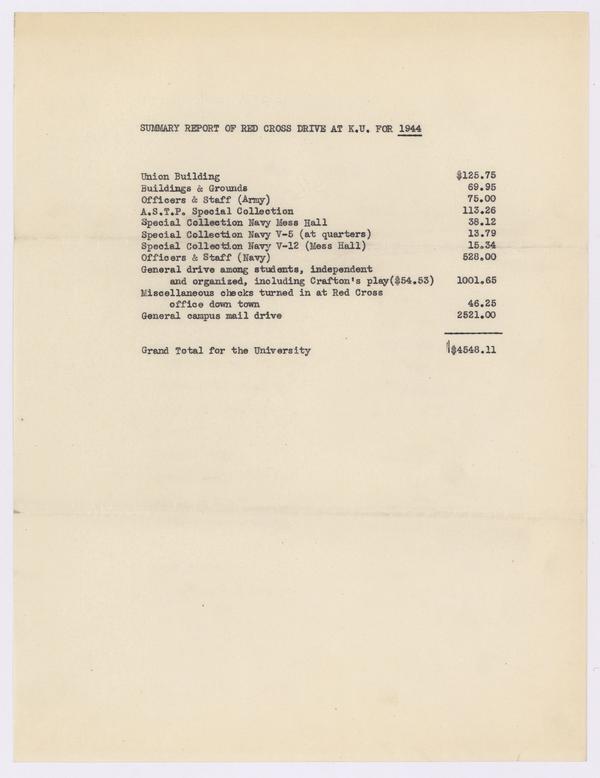 SUMMARY REPORT OF RED CROSS DRIVE AT K.U. FOR 1944
Union Building $125.75
Buildings & Grounds 69.95
Officers & Staff (Army) 75.00
A.S.T.P. Special Collection 113.26
Special Collection Navy Mess Hall 38.12
Special Collection Navy V-5 (at quarters) 13.79
Special Collection Navy V-12 (Mess Hall) 15.34
Officers & Staff (Navy) 528.00
General drive among students, independent
and organized, including Crafton's play($54.53) 1001.65
Miscellaneous checks turned in at Red Cross
office down town 46.25
General campus mail drive 2521.00
Grand Total for the University $4548.11